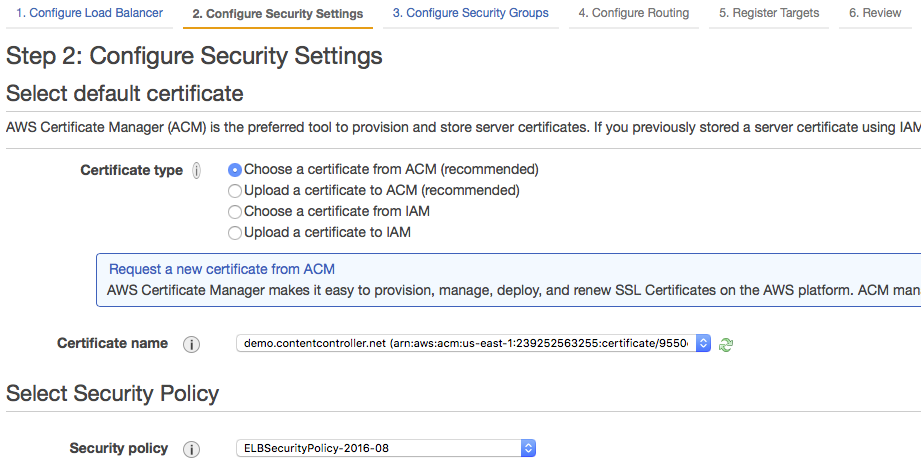 1. Configure Load Balancer 2. Configure Security Settings 3. Configure Security Groups 4. Configure Routing 5. Register Targets 6. Review
Step 2: Configure Security Settings
Select default certificate
AWS Certificate Manager (ACM) is the preferred tool to provision and store server certificates. If you previously stored a server certificate using IAM
Certificate type i Choose a certificate from ACM (recommended)
Upload a certificate to ACM (recommended)
Choose a certificate from IAM
Upload a certificate to IAM
Request a new certificate from ACM
AWS Certificate Manager makes it easy to provision, manage, deploy, and renew SSL Certificates on the AWS platform. ACM man
Certificate name i demo.contentcontroller.net (arn:aws:acm:us-east-1:239252563255:certificate/9550
Select Security Policy
Security policy i ELBSecurityPolicy-2016-08